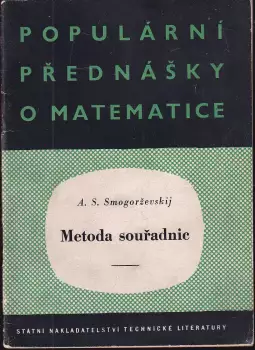 POPULÁRNÍ
PŘEDNÁŠKY
O MATEMATICE
A. S. Smogorževskij
Metoda souřadnic
STÁTNÍ NAKLADATELSTVÍ TECHNICKÉ LITERATURY